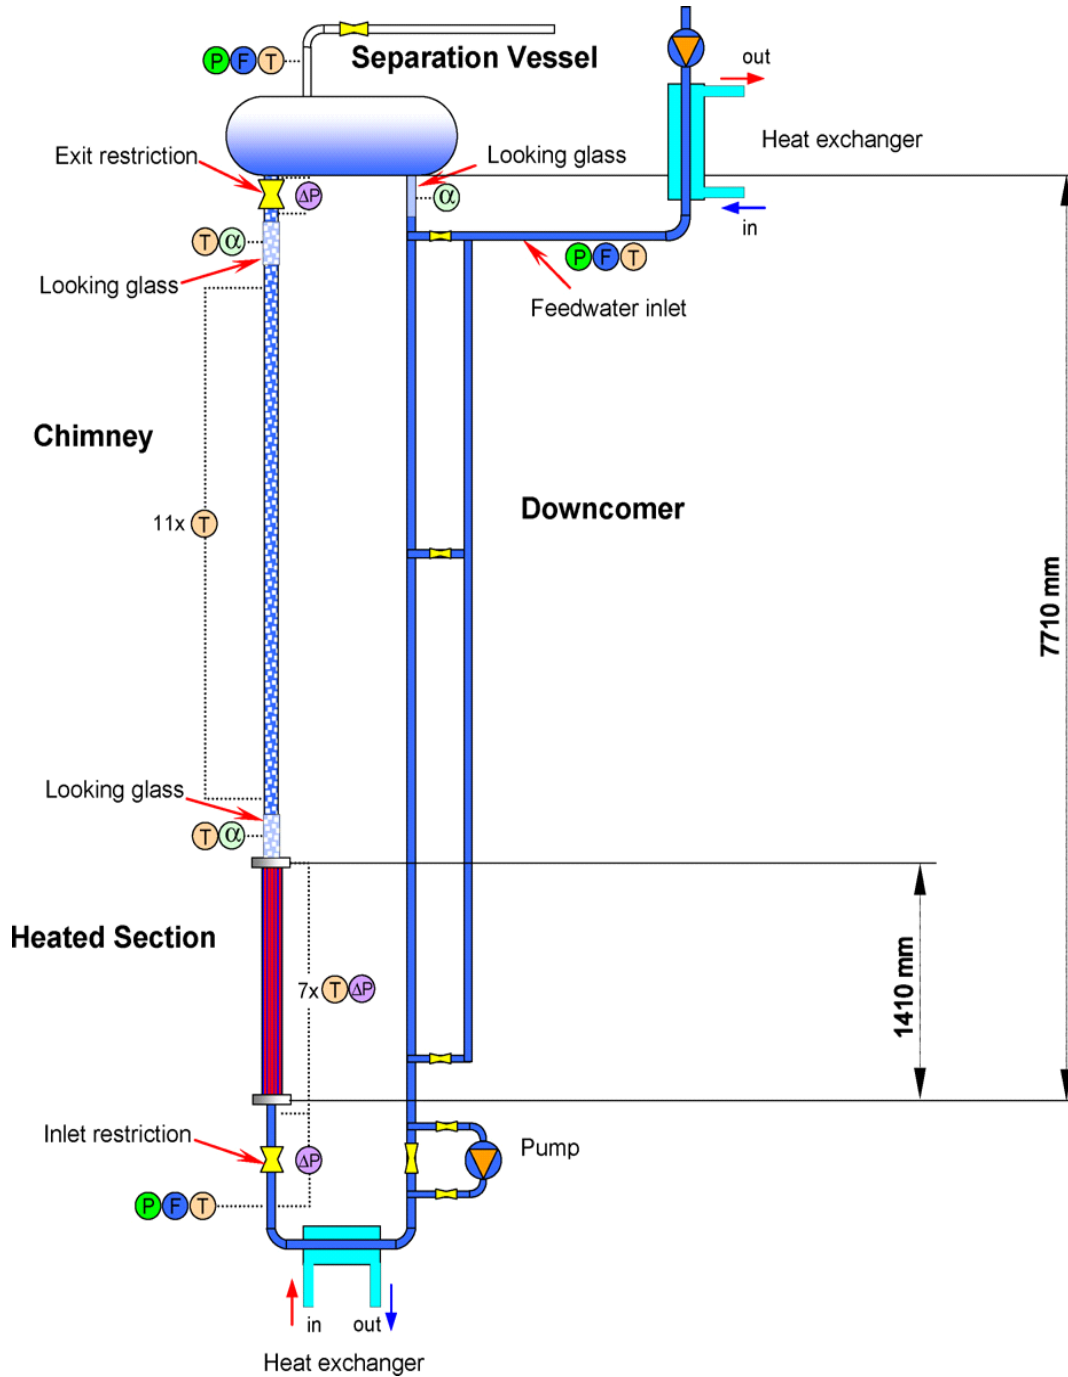 Separation Vessel
P F T
out
Heat exchanger
Exit restriction
Looking glass
ΔP
α
in
T α
P F T
Looking glass
Feedwater inlet
Chimney
Downcomer
11x T
7710 mm
Looking glass
T α
Heated Section
1410 mm
7x T ΔP
Inlet restriction
ΔP
Pump
P F T
in
out
Heat exchanger